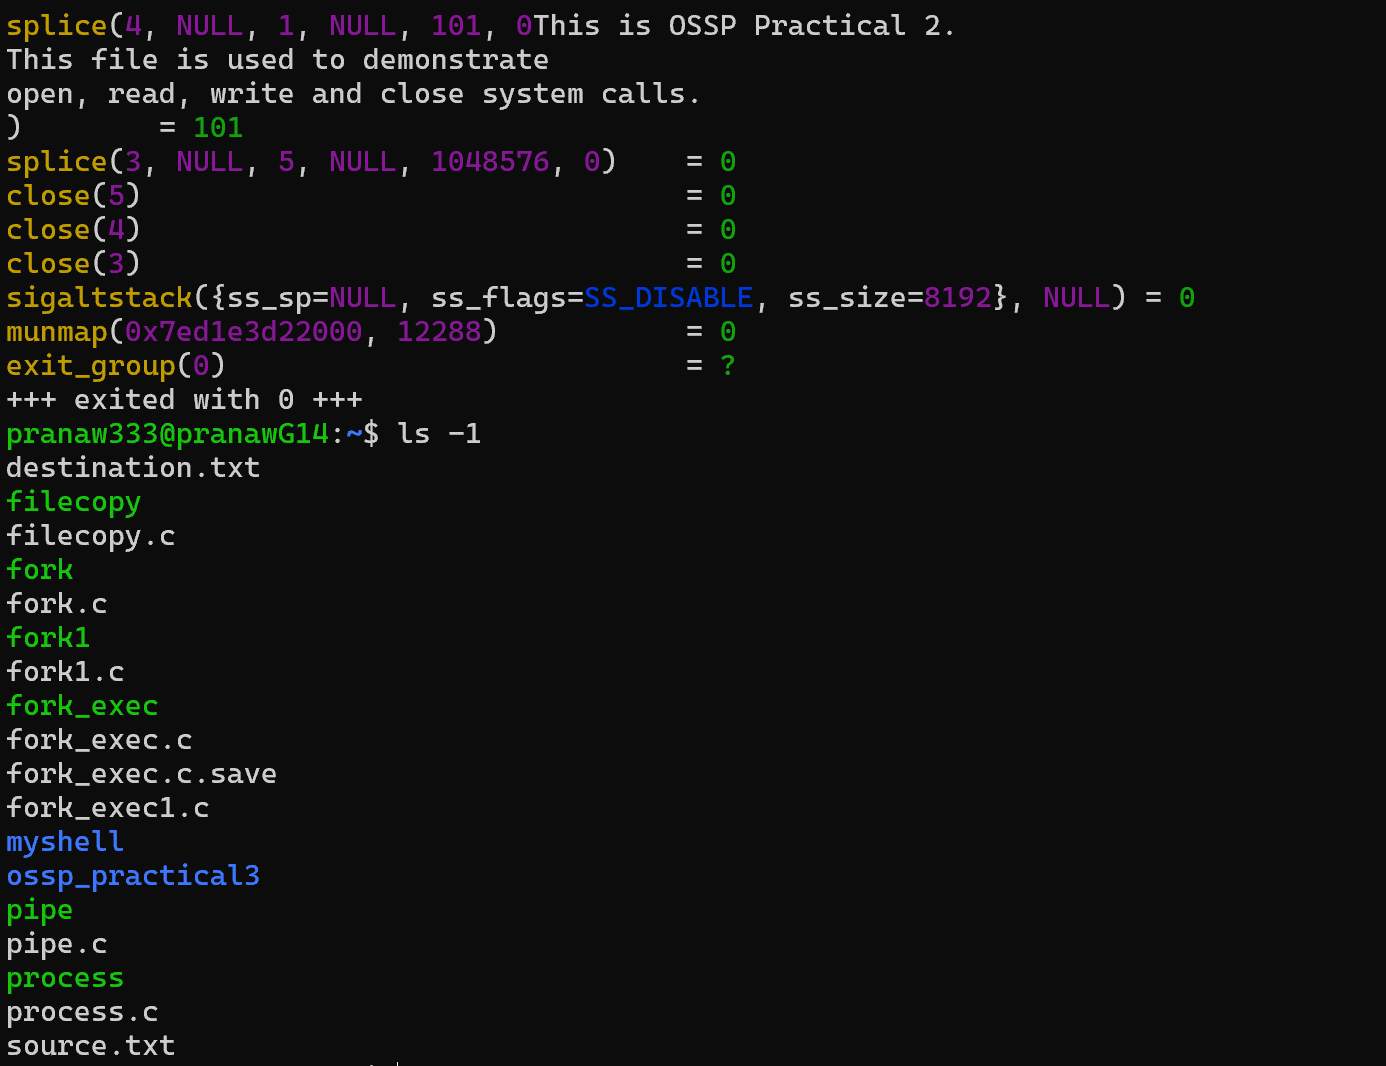 splice(4, NULL, 1, NULL, 101, 0This is OSSP Practical 2.
This file is used to demonstrate
open, read, write and close system calls.
)        = 101
splice(3, NULL, 5, NULL, 1048576, 0)    = 0
close(5)                                = 0
close(4)                                = 0
close(3)                                = 0
sigaltstack({ss_sp=NULL, ss_flags=SS_DISABLE, ss_size=8192}, NULL) = 0
munmap(0x7ed1e3d22000, 12288)           = 0
exit_group(0)                           = ?
+++ exited with 0 +++
pranaw333@pranawG14:~$ ls -1
destination.txt
filecopy
filecopy.c
fork
fork.c
fork1
fork1.c
fork_exec
fork_exec.c
fork_exec.c.save
fork_exec1.c
myshell
ossp_practical3
pipe
pipe.c
process
process.c
source.txt